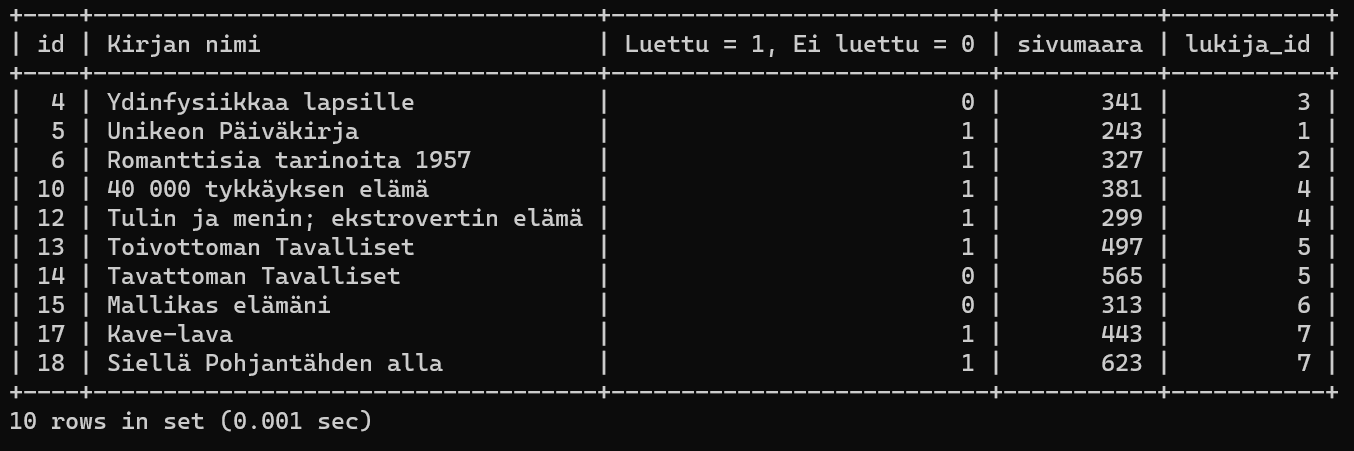 +----+------------------------------------+---------------------------+-----------+-----------+
| id | Kirjan nimi                        | Luettu = 1, Ei luettu = 0 | sivumaara | lukija_id |
+----+------------------------------------+---------------------------+-----------+-----------+
|  4 | Ydinfysiikkaa lapsille             |                         0 |       341 |         3 |
|  5 | Unikeon Päiväkirja                 |                         1 |       243 |         1 |
|  6 | Romanttisia tarinoita 1957         |                         1 |       327 |         2 |
| 10 | 40 000 tykkäyksen elämä            |                         1 |       381 |         4 |
| 12 | Tulin ja menin; ekstrovertin elämä |                         1 |       299 |         4 |
| 13 | Toivottoman Tavalliset             |                         1 |       497 |         5 |
| 14 | Tavattoman Tavalliset              |                         0 |       565 |         5 |
| 15 | Mallikas elämäni                   |                         0 |       313 |         6 |
| 17 | Kave-lava                          |                         1 |       443 |         7 |
| 18 | Siellä Pohjantähden alla           |                         1 |       623 |         7 |
+----+------------------------------------+---------------------------+-----------+-----------+
10 rows in set (0.001 sec)